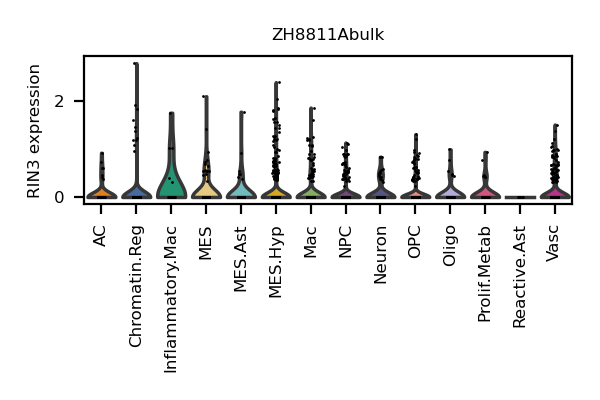 ZH8811Abulk
RIN3 expression
2
0
AC
Chromatin.Reg
Inflammatory.Mac
MES
MES.Ast
MES.Hyp
Mac
NPC
Neuron
OPC
Oligo
Prolif.Metab
Reactive.Ast
Vasc